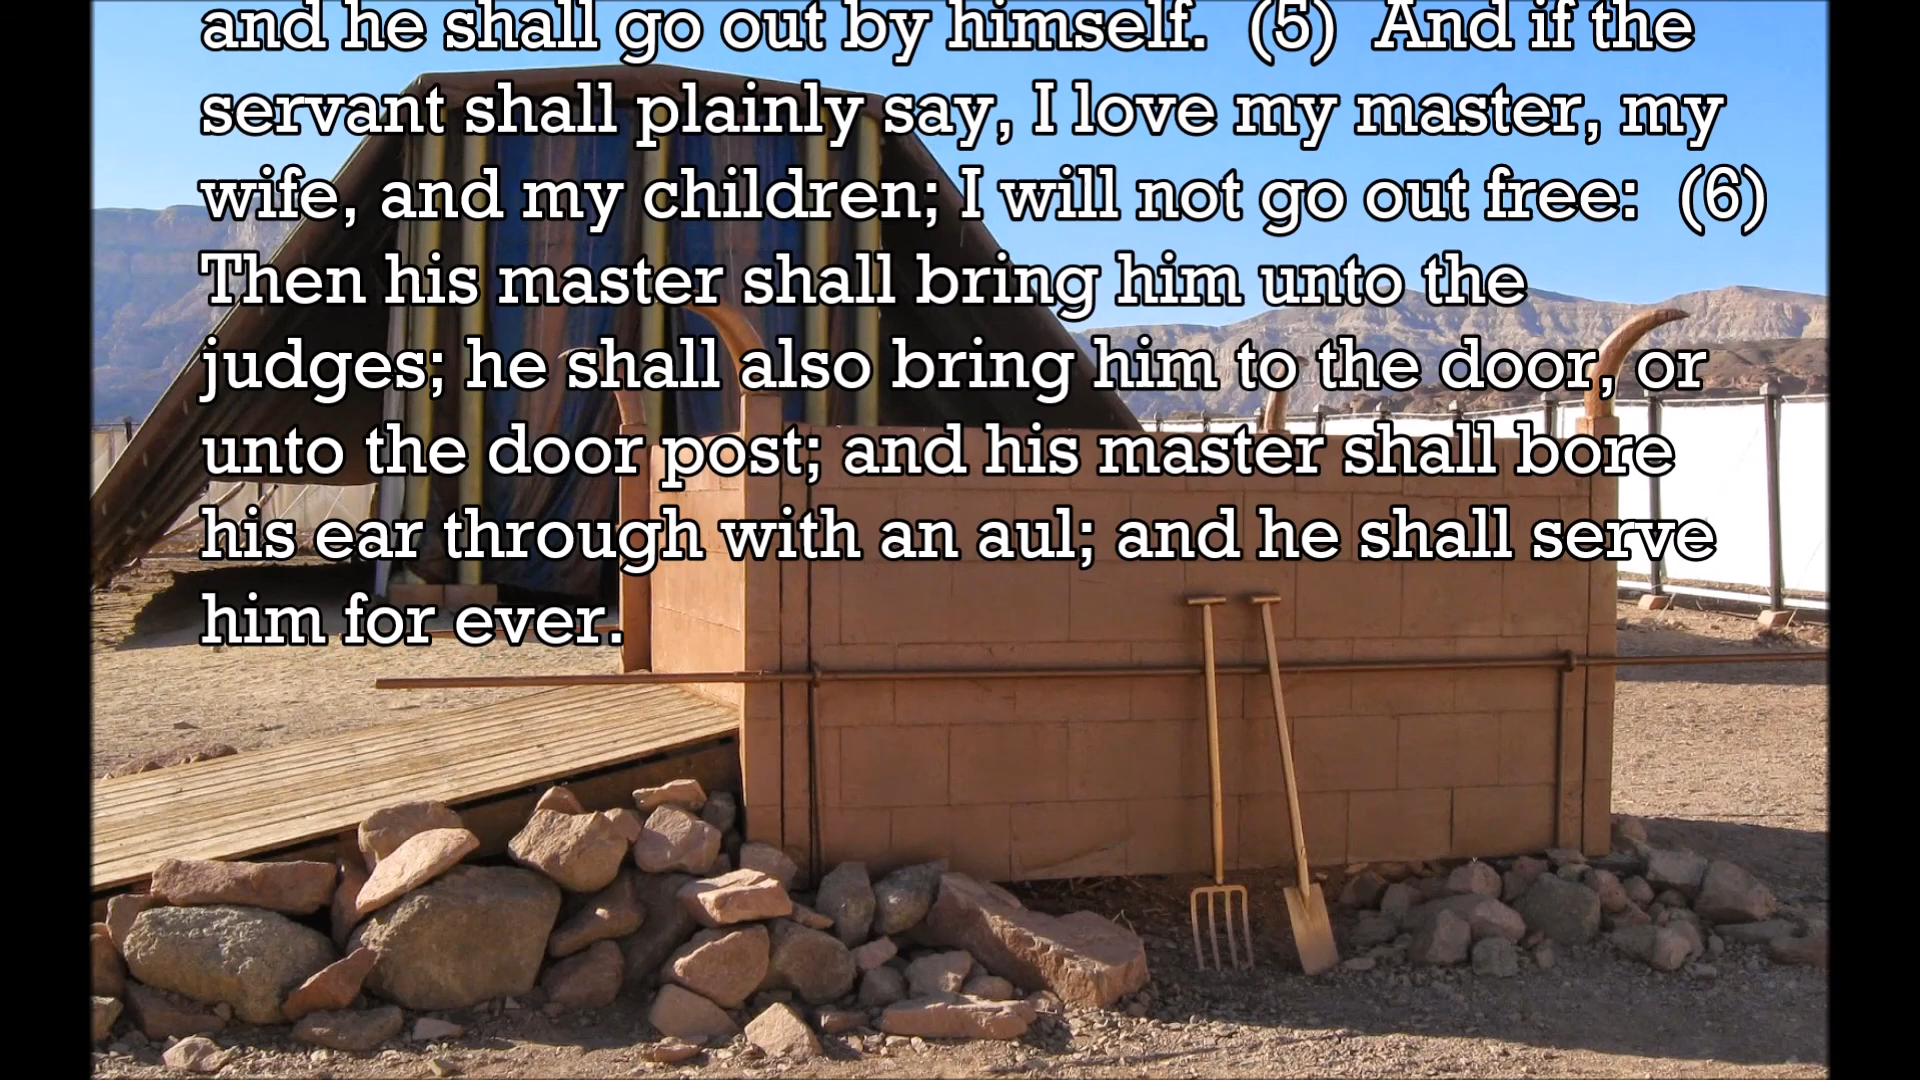 and he shall go out by himself. (5) And if the
servant shall plainly say, I love my master, my
wife, and my children; I will not go out free: (6)
Then his master shall bring him unto the
judges; he shall also bring him to the door, or
unto the door post; and his master shall bore
his ear through with an aul; and he shall serve
him for ever.